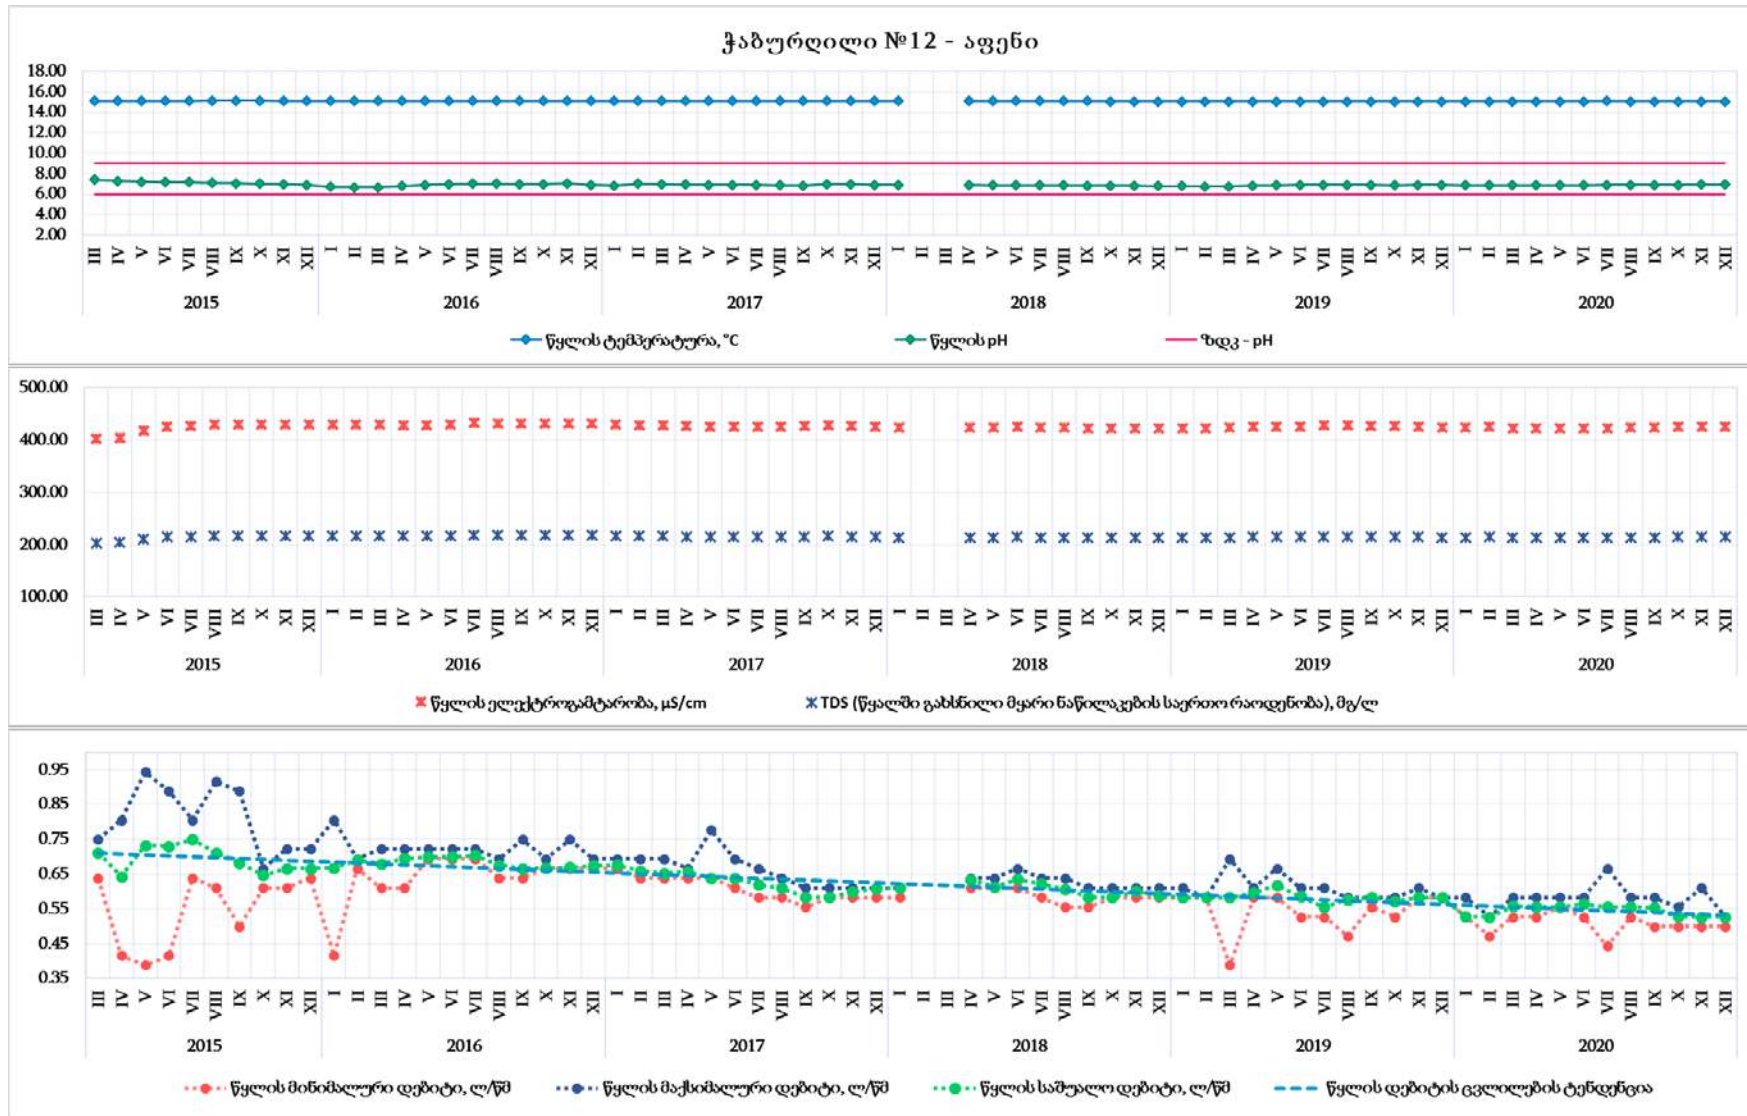 ჭაბურღილი №12 - აფენი
18.00
16.00
14.00
12.00
10.00
8.00
6.00
4.00
2.00
III IV V VI VII VIII IX X XI XII I II III IV V VI VII VIII IX X XI XII I II III IV V VI VII VIII IX X XI XII I II III IV V VI VII VIII IX X XI XII I II III IV V VI VII VIII IX X XI XII I II III IV V VI VII VIII IX X XI XII
2015 2016 2017 2018 2019 2020
წყლის ტემპერატურა, °C წყლის pH ზდკ - pH
500.00
400.00
300.00
200.00
100.00
III IV V VI VII VIII IX X XI XII I II III IV V VI VII VIII IX X XI XII I II III IV V VI VII VIII IX X XI XII I II III IV V VI VII VIII IX X XI XII I II III IV V VI VII VIII IX X XI XII I II III IV V VI VII VIII IX X XI XII
2015 2016 2017 2018 2019 2020
წყლის ელექტროგამტარობა, µS/cm TDS (წყალში გახსნილი მყარი ნაწილაკების საერთო რაოდენობა), მგ/ლ
0.95
0.85
0.75
0.65
0.55
0.45
0.35
III IV V VI VII VIII IX X XI XII I II III IV V VI VII VIII IX X XI XII I II III IV V VI VII VIII IX X XI XII I II III IV V VI VII VIII IX X XI XII I II III IV V VI VII VIII IX X XI XII I II III IV V VI VII VIII IX X XI XII
2015 2016 2017 2018 2019 2020
წყლის მინიმალური დებიტი, ლ/წმ წყლის მაქსიმალური დებიტი, ლ/წმ წყლის საშუალო დებიტი, ლ/წმ წყლის დებიტის ცვლილების ტენდენცია